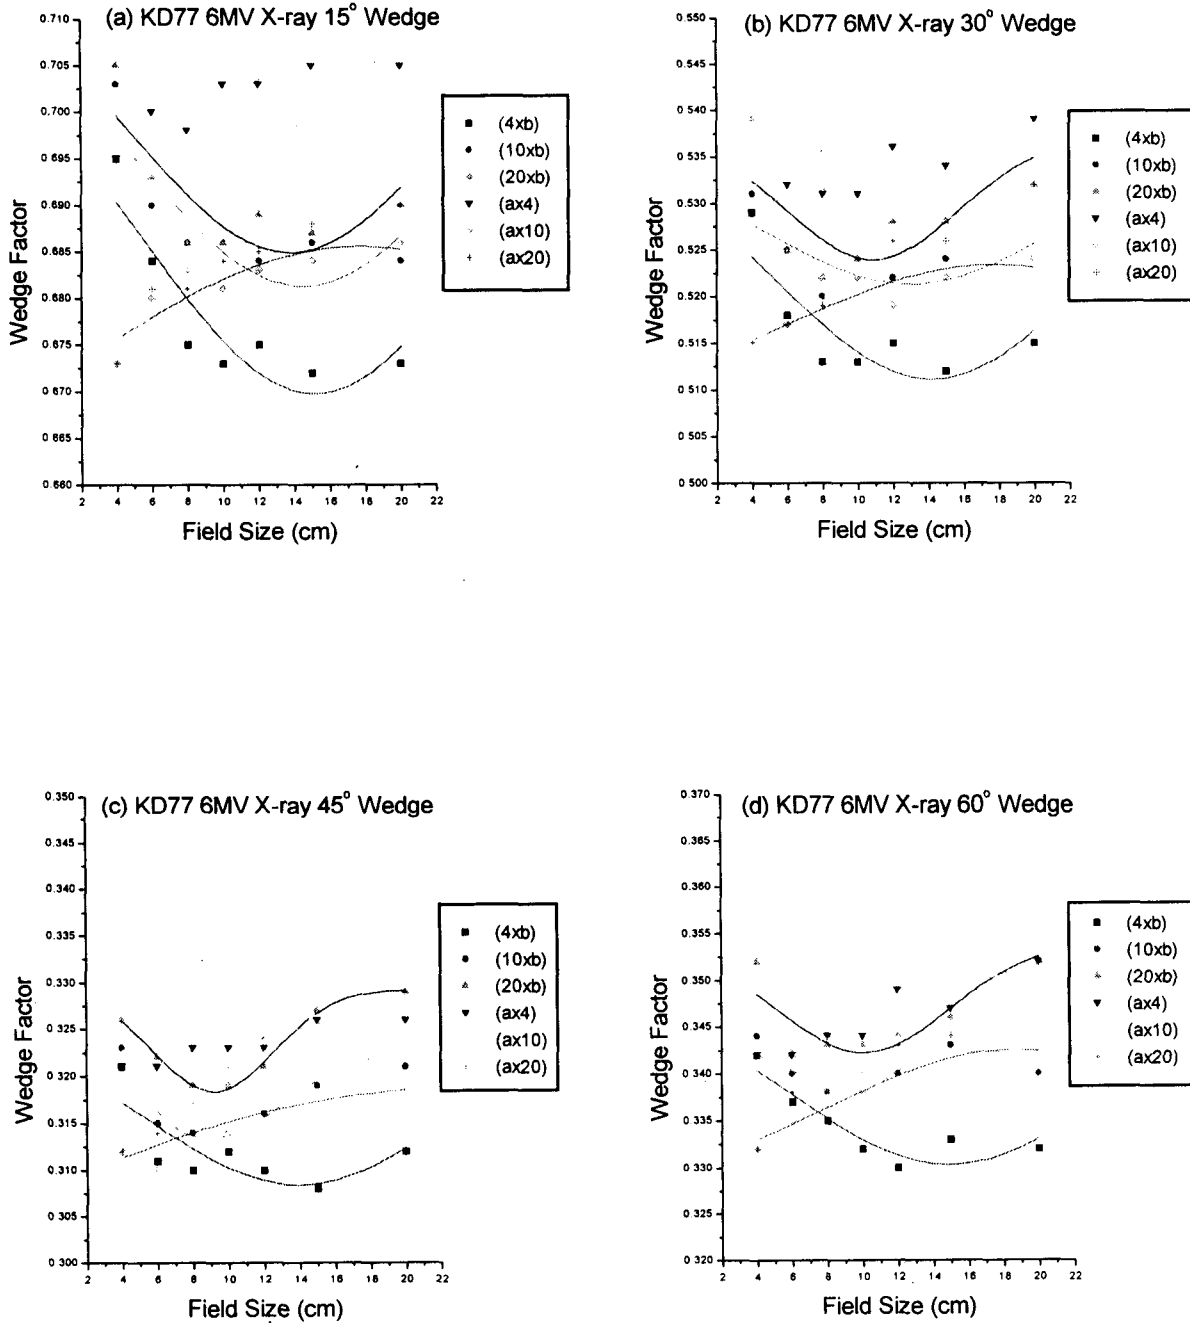 (a) KD77 6MV X-ray 15° Wedge
0.710
0.705
0.700
0.695
0.690
0.685
0.680
0.675
0.670
0.665
0.660
Wedge Factor
2 4 6 8 10 12 14 16 18 20 22
Field Size (cm)
(4xb)
(10xb)
(20xb)
(ax4)
(ax10)
(ax20)
(b) KD77 6MV X-ray 30° Wedge
0.550
0.545
0.540
0.535
0.530
0.525
0.520
0.515
0.510
0.505
0.500
Wedge Factor
2 4 6 8 10 12 14 16 18 20 22
Field Size (cm)
(4xb)
(10xb)
(20xb)
(ax4)
(ax10)
(ax20)
(c) KD77 6MV X-ray 45° Wedge
0.350
0.345
0.340
0.335
0.330
0.325
0.320
0.315
0.310
0.305
0.300
Wedge Factor
2 4 6 8 10 12 14 16 18 20 22
Field Size (cm)
(4xb)
(10xb)
(20xb)
(ax4)
(ax10)
(ax20)
(d) KD77 6MV X-ray 60° Wedge
0.370
0.365
0.360
0.355
0.350
0.345
0.340
0.335
0.330
0.325
0.320
Wedge Factor
2 4 6 8 10 12 14 16 18 20 22
Field Size (cm)
(4xb)
(10xb)
(20xb)
(ax4)
(ax10)
(ax20)